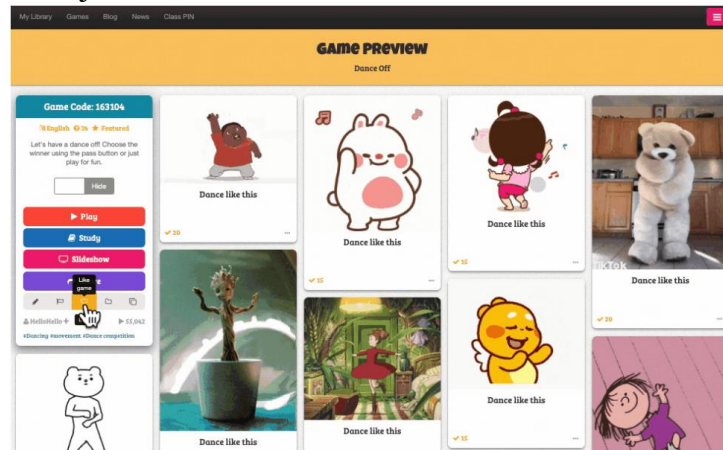 My Library Games Blog News Class PIN
GAME PREVIEW
Dance Off
Game Code: 163104
English 24 Featured
Let's have a dance off! Choose the
winner using the pass button or just
play for fun.
Hide
Play
Study
Slideshow
Like
game
HelloHello + 55,042
#Dancing #movement #Dance competition
Dance like this
20
Dance like this
15
Dance like this
15
TikTok
Dance like this
20
Dance like this
Dance like this
Dance like this
15